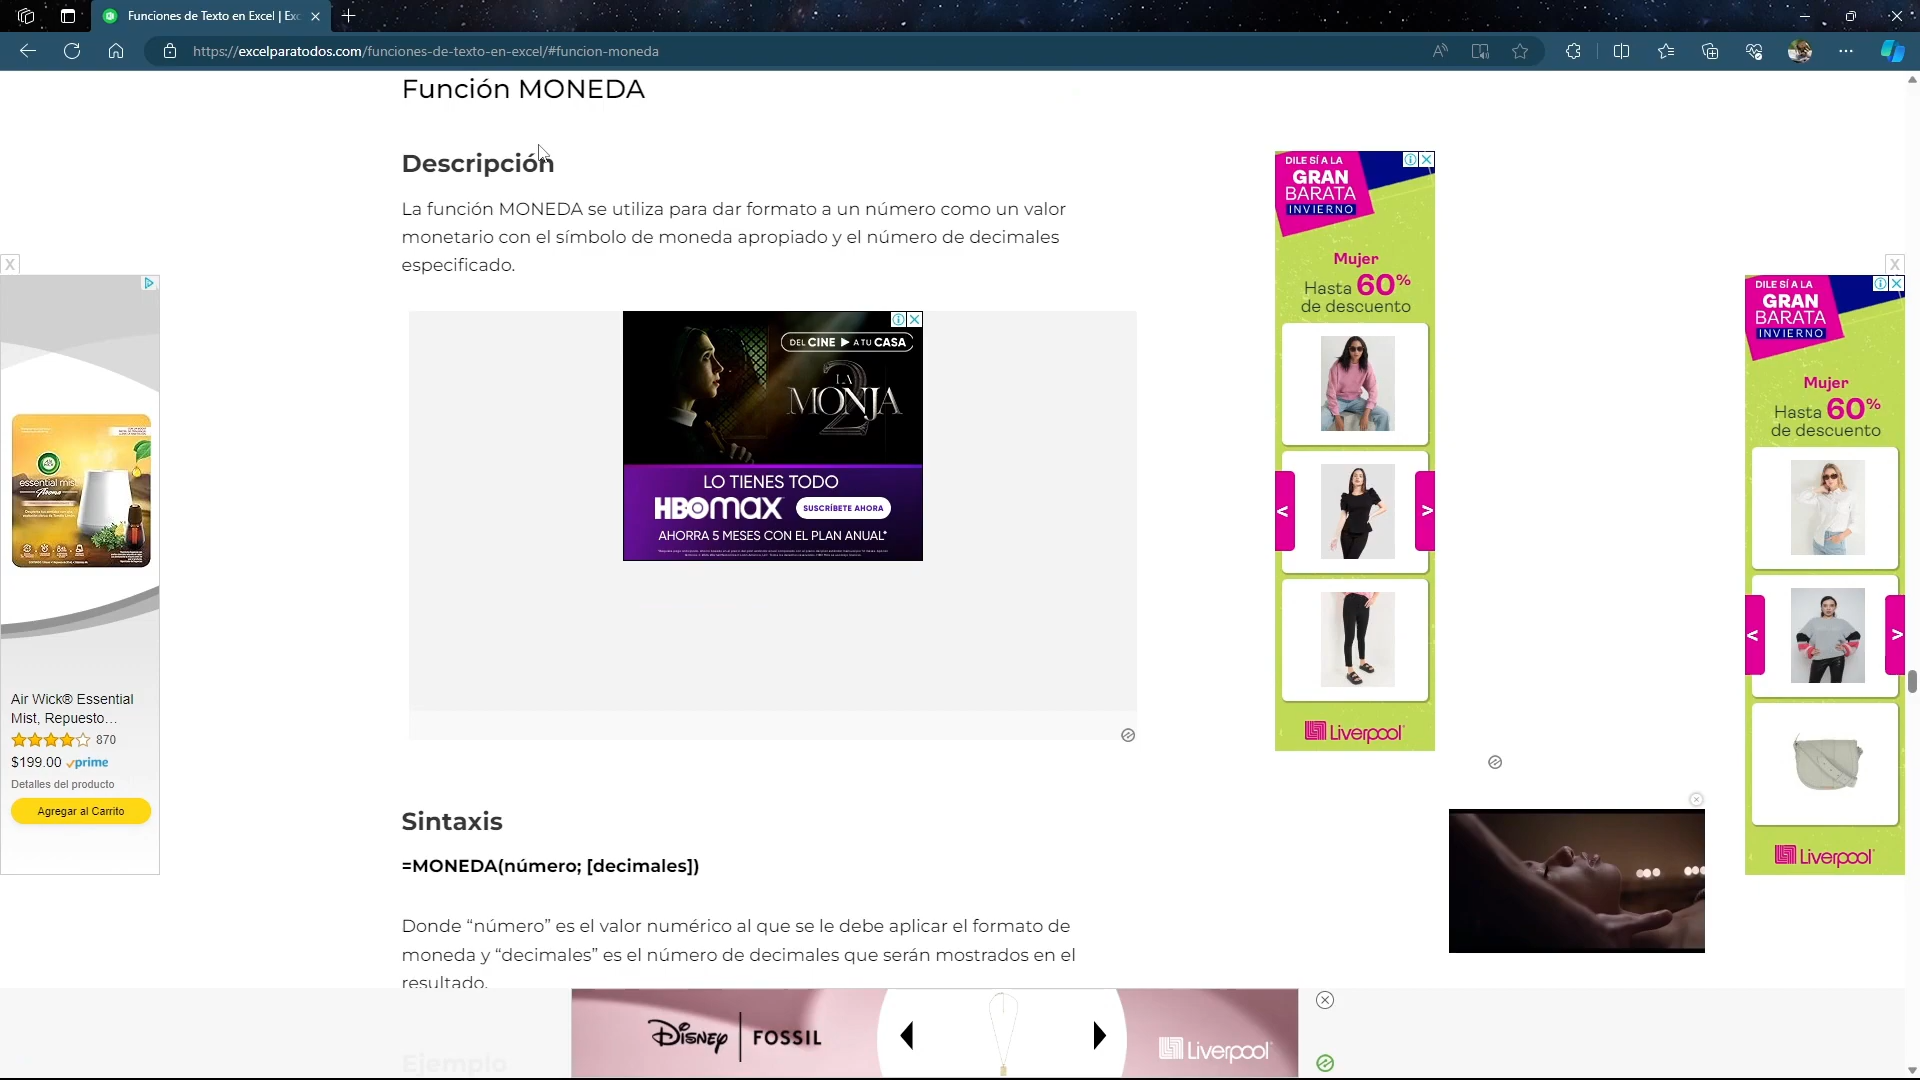 Funciones de Texto en Excel | Exc
https://excelparatodos.com/funciones-de-texto-en-excel/#funcion-moneda
Función MONEDA
Descripción
La función MONEDA se utiliza para dar formato a un número como un valor
monetario con el símbolo de moneda apropiado y el número de decimales
especificado.
DEL CINE A TU CASA
LA
MONJA
2
LO TIENES TODO
HBOMAX
SUSCRÍBETE AHORA
AHORRA 5 MESES CON EL PLAN ANUAL*
Sintaxis
=MONEDA(número; [decimales])
Donde “número” es el valor numérico al que se le debe aplicar el formato de
moneda y “decimales” es el número de decimales que serán mostrados en el
resultado.
Ejemplo
X
essential mist
Air Wick® Essential
Mist, Repuesto...
870
$199.00 prime
Detalles del producto
Agregar al Carrito
DILE SÍ A LA
GRAN
BARATA
INVIERNO
Mujer
Hasta 60%
de descuento
<
>
Liverpool
X
DILE SÍ A LA
GRAN
BARATA
INVIERNO
Mujer
Hasta 60%
de descuento
<
>
Liverpool
Disney | FOSSIL
Liverpool